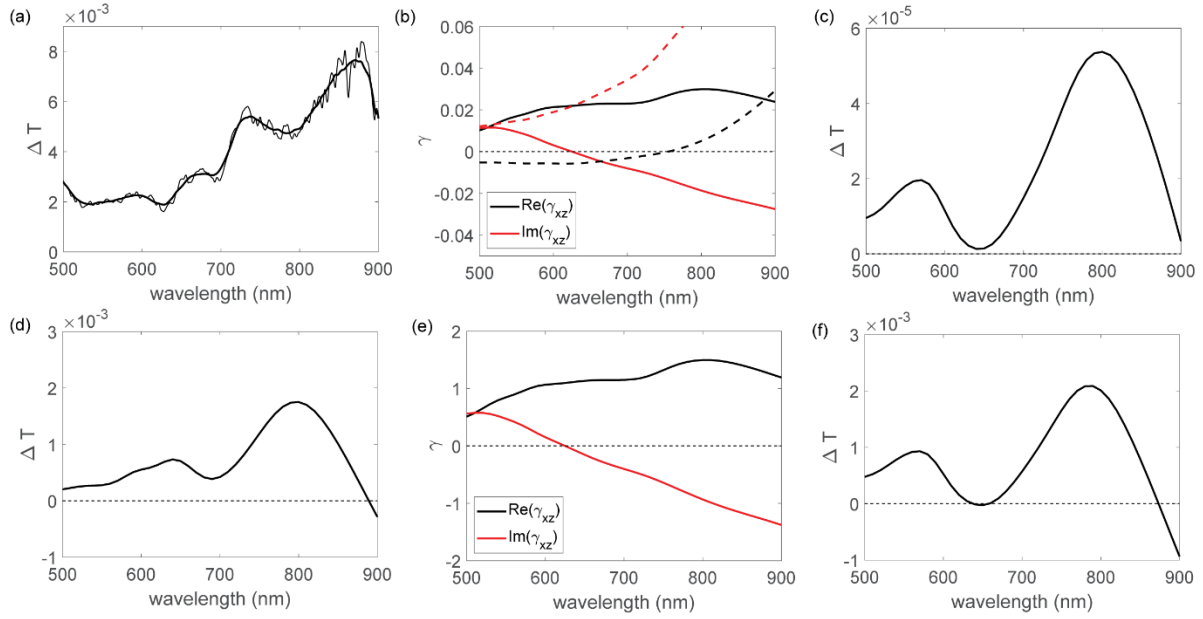 (a)
×10⁻³
8
6
4
2
0
Δ T
500 600 700 800 900
wavelength (nm)
(b)
0.06
0.04
0.02
0
-0.02
-0.04
γ
Re(γxz)
Im(γxz)
500 600 700 800 900
wavelength (nm)
(c)
×10⁻⁵
6
4
2
0
Δ T
500 600 700 800 900
wavelength (nm)
(d)
×10⁻³
3
2
1
0
-1
Δ T
500 600 700 800 900
wavelength (nm)
(e)
2
1
0
-1
-2
γ
Re(γxz)
Im(γxz)
500 600 700 800 900
wavelength (nm)
(f)
×10⁻³
3
2
1
0
-1
Δ T
500 600 700 800 900
wavelength (nm)